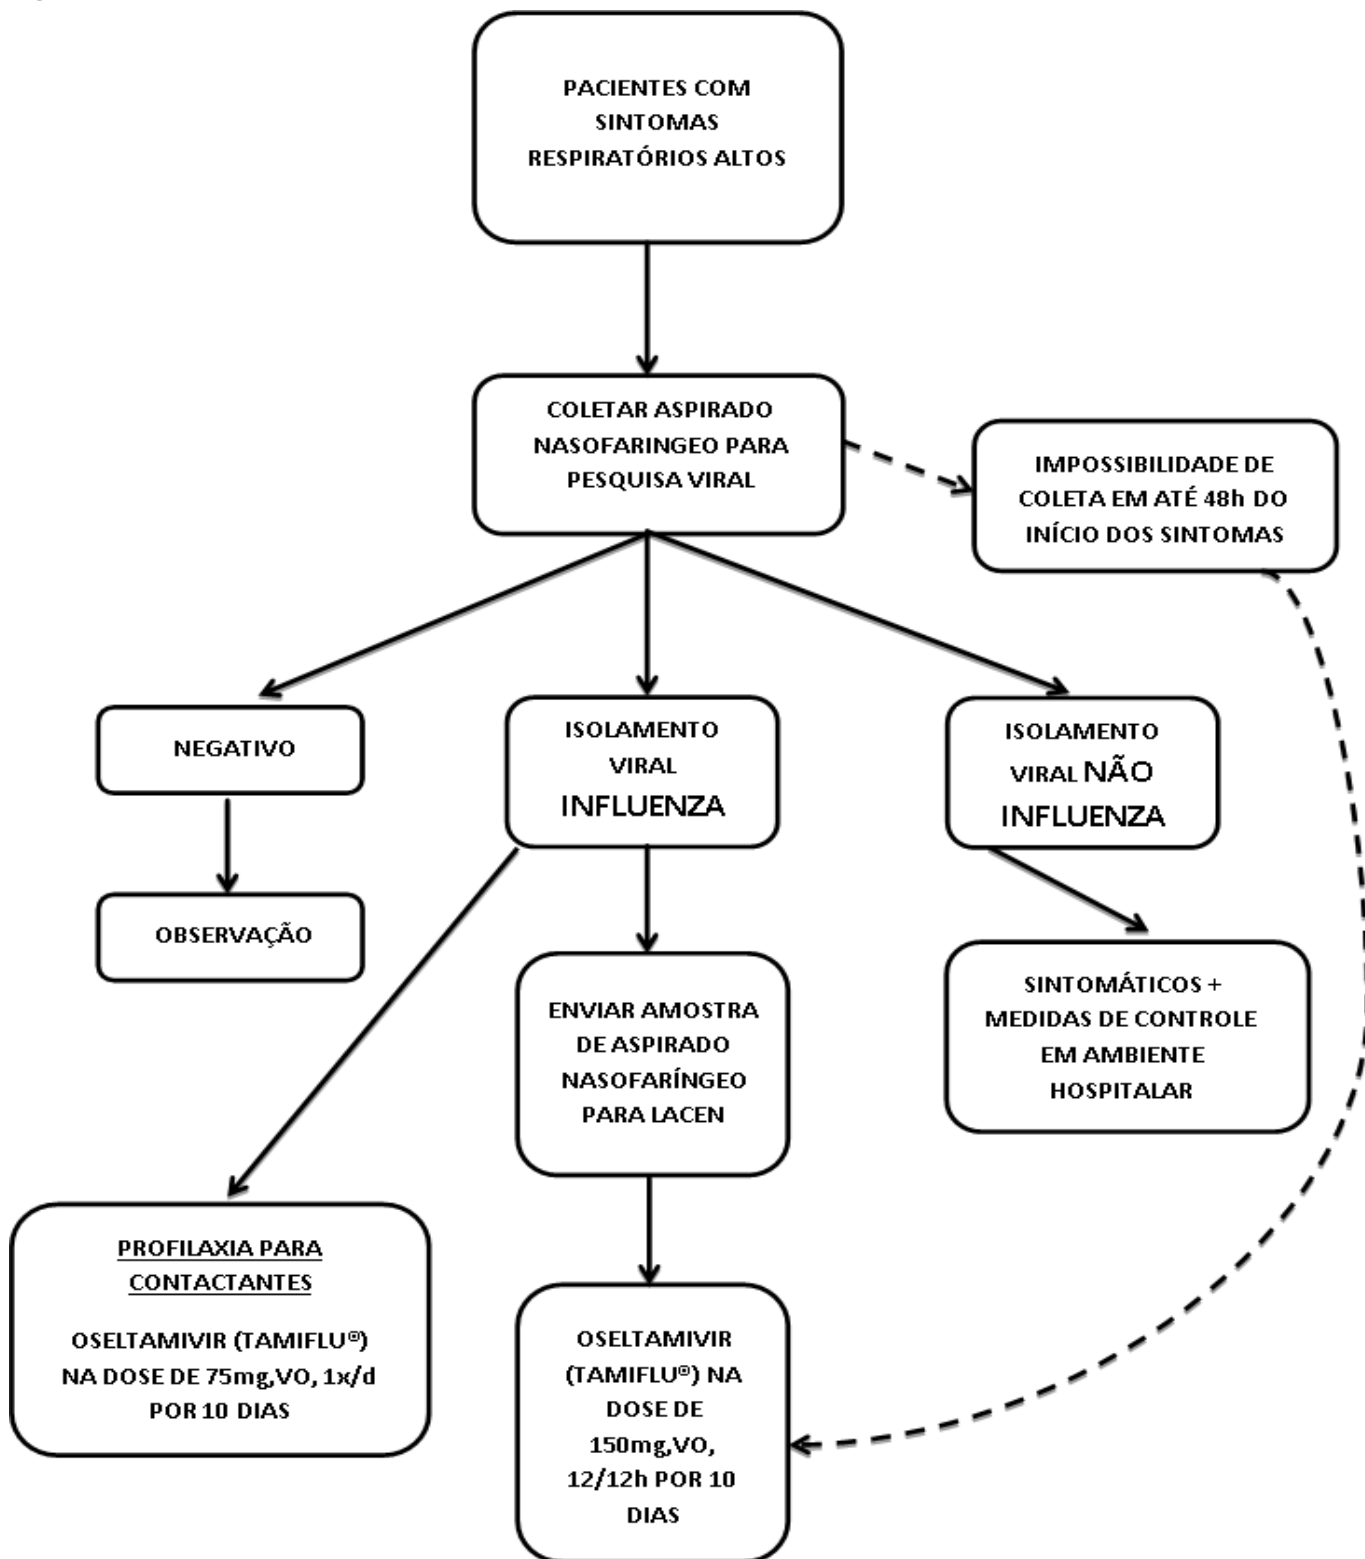 PACIENTES COM
SINTOMAS
RESPIRATÓRIOS ALTOS
COLETAR ASPIRADO
NASOFARINGEO PARA
PESQUISA VIRAL
IMPOSSIBILIDADE DE
COLETA EM ATÉ 48h DO
INÍCIO DOS SINTOMAS
NEGATIVO
ISOLAMENTO
VIRAL
INFLUENZA
ISOLAMENTO
VIRAL NÃO
INFLUENZA
OBSERVAÇÃO
ENVIAR AMOSTRA
DE ASPIRADO
NASOFARÍNGEO
PARA LACEN
SINTOMÁTICOS +
MEDIDAS DE CONTROLE
EM AMBIENTE
HOSPITALAR
PROFILAXIA PARA
CONTACTANTES
OSELTAMIVIR (TAMIFLU®)
NA DOSE DE 75mg,VO, 1x/d
POR 10 DIAS
OSELTAMIVIR
(TAMIFLU®) NA
DOSE DE
150mg,VO,
12/12h POR 10
DIAS